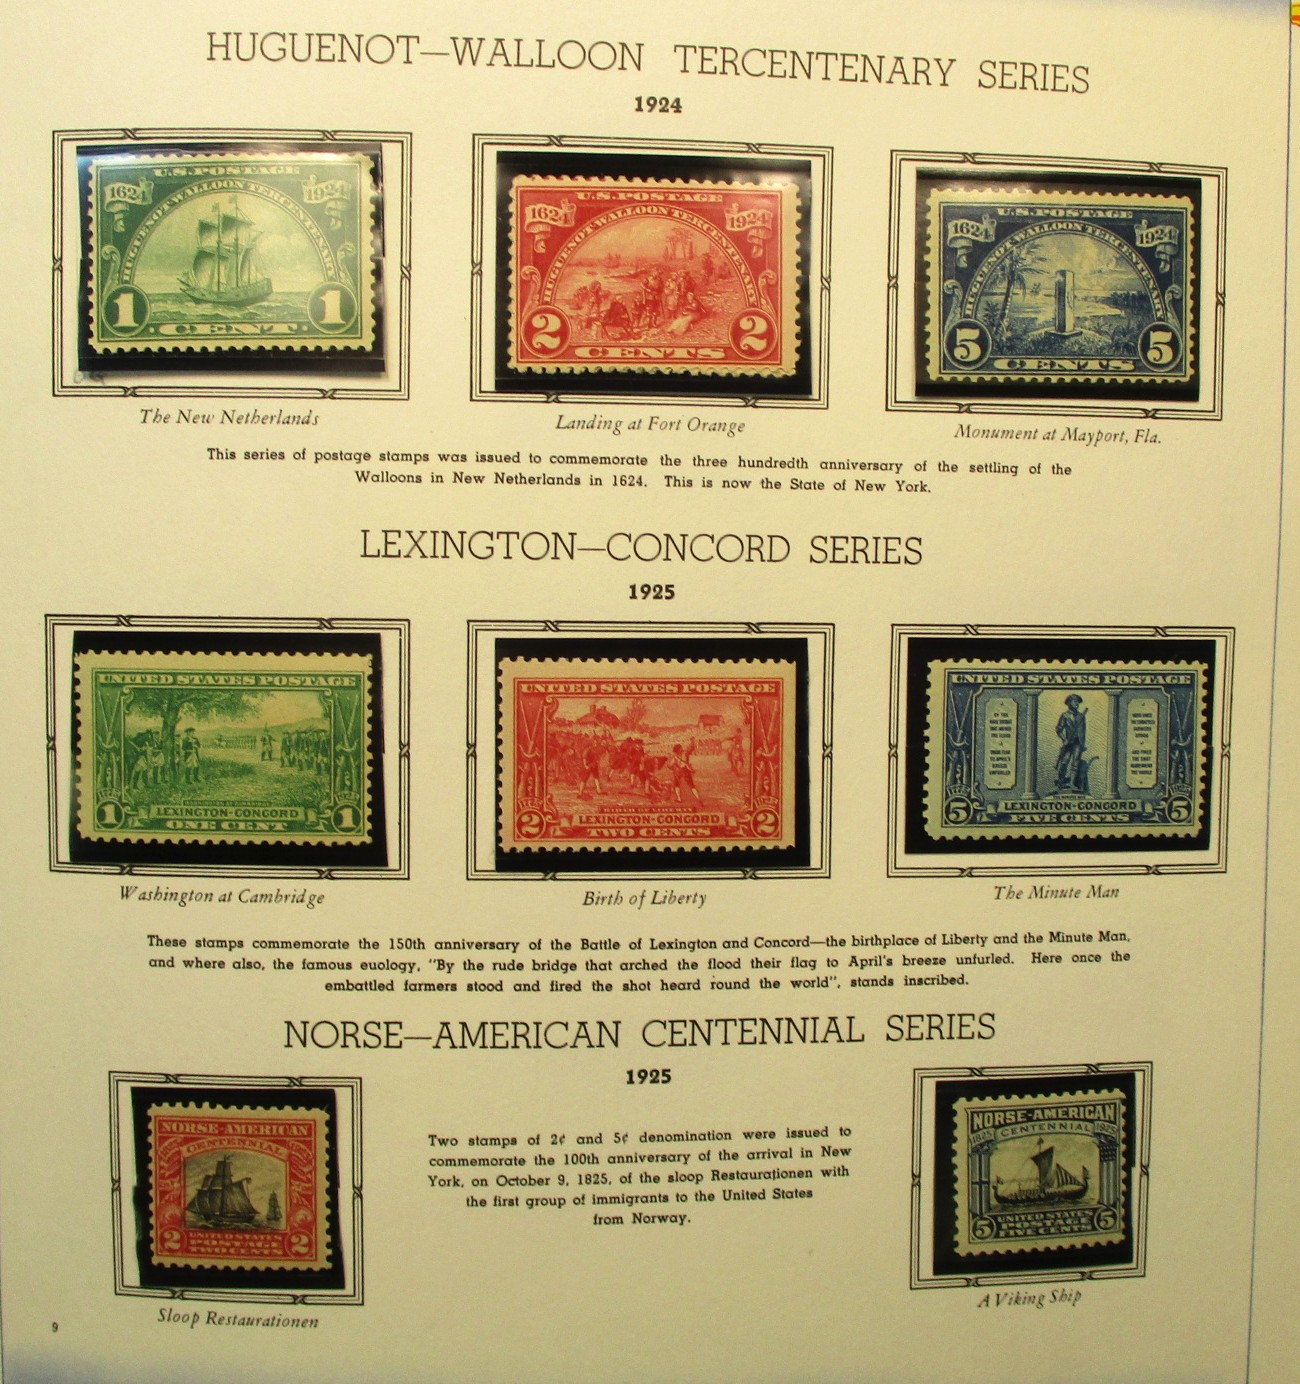 HUGUENOT—WALLOON TERCENTENARY SERIES
1924
U.S. POSTAGE
1624 1924
HUGUENOT-WALLOON TERCENTENARY
1 CENT 1
U.S. POSTAGE
1624 1924
HUGUENOT-WALLOON TERCENTENARY
2 CENTS 2
U.S. POSTAGE
1624 1924
HUGUENOT-WALLOON TERCENTENARY
5 CENTS 5
The New Netherlands
Landing at Fort Orange
Monument at Mayport, Fla.
This series of postage stamps was issued to commemorate the three hundredth anniversary of the settling of the
Walloons in New Netherlands in 1624. This is now the State of New York.
LEXINGTON—CONCORD SERIES
1925
UNITED STATES POSTAGE
1 LEXINGTON-CONCORD 1
ONE CENT
UNITED STATES POSTAGE
BIRTH OF LIBERTY
2 LEXINGTON-CONCORD 2
TWO CENTS
UNITED STATES POSTAGE
5 LEXINGTON-CONCORD 5
FIVE CENTS
Washington at Cambridge
Birth of Liberty
The Minute Man
These stamps commemorate the 150th anniversary of the Battle of Lexington and Concord—the birthplace of Liberty and the Minute Man,
and where also, the famous euology, "By the rude bridge that arched the flood their flag to April's breeze unfurled. Here once the
embattled farmers stood and fired the shot heard round the world", stands inscribed.
NORSE—AMERICAN CENTENNIAL SERIES
1925
NORSE-AMERICAN
CENTENNIAL
UNITED STATES
2 POSTAGE 2
TWO CENTS
Two stamps of 2¢ and 5¢ denomination were issued to
commemorate the 100th anniversary of the arrival in New
York, on October 9, 1825, of the sloop Restaurationen with
the first group of immigrants to the United States
from Norway.
NORSE-AMERICAN
1825 CENTENNIAL 1925
UNITED STATES
5 POSTAGE 5
FIVE CENTS
Sloop Restaurationen
A Viking Ship
9